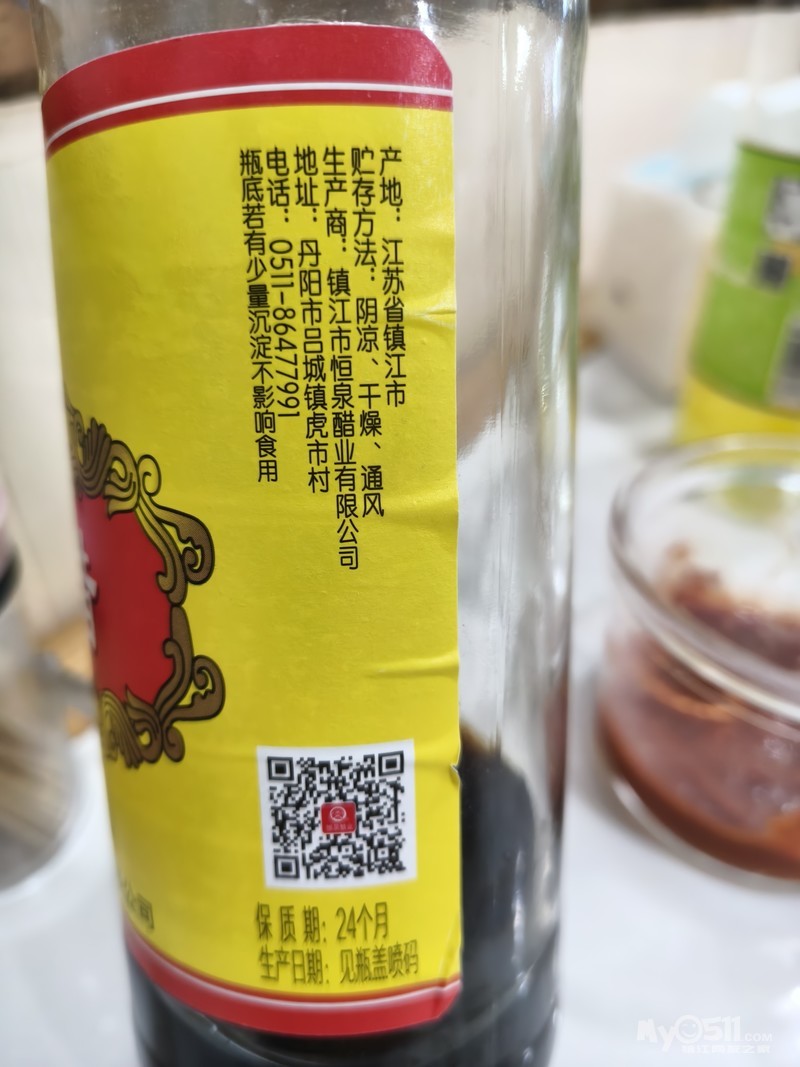 产地：江苏省镇江市
贮存方法：阴凉、干燥、通风
生产商：镇江市恒泉醋业有限公司
地址：丹阳市吕城镇虎市村
电话：0511-86477991
瓶底若有少量沉淀不影响食用
公司
保质期：24个月
生产日期：见瓶盖喷码
My0511.COM